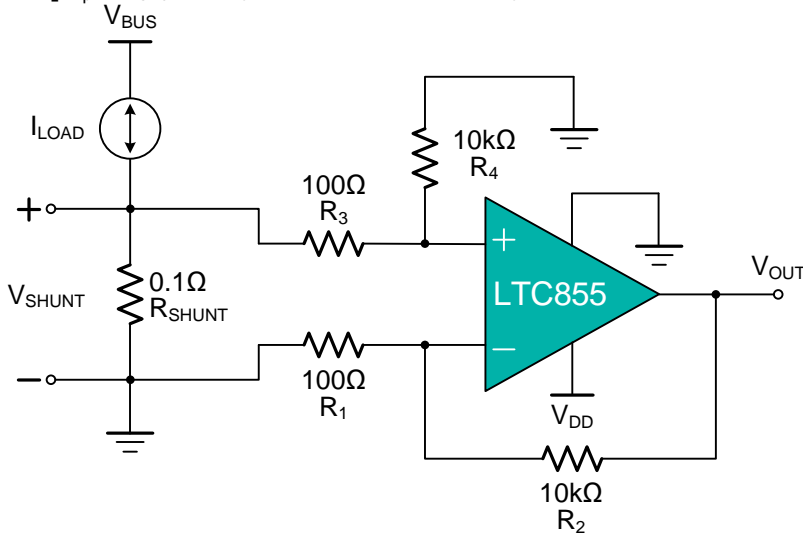 VBUS
ILOAD
10kΩ
R4
100Ω
R3
+
+
LTC855
VOUT
VSHUNT
0.1Ω
RSHUNT
−
−
100Ω
R1
VDD
10kΩ
R2